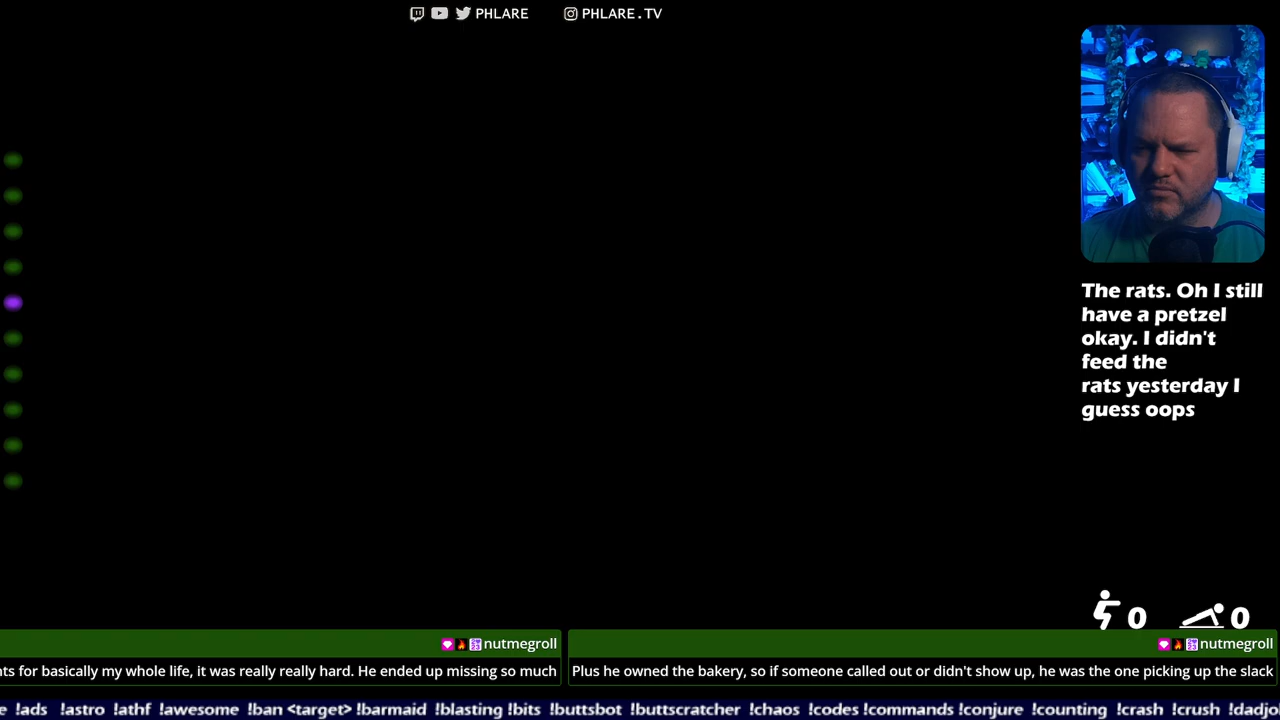 PHLARE PHLARE.TV
The rats. Oh I still
have a pretzel
okay. I didn't
feed the
rats yesterday I
guess oops
0 0
nutmegroll
nutmegroll
for basically my whole life, it was really really hard. He ended up missing so much
Plus he owned the bakery, so if someone called out or didn't show up, he was the one picking up the slack
!ads !astro !athf !awesome !ban <target> !barmaid !blasting !bits !buttsbot !buttscratcher !chaos !codes !commands !conjure !counting !crash !crush !dadjo